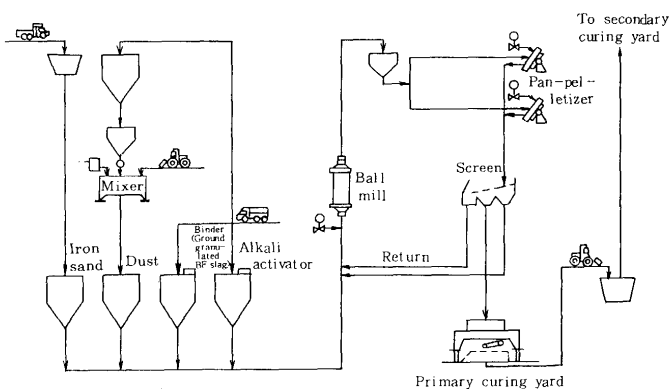 To secondary
curing yard
Pan-pel-
letizer
Mixer
Screen
Ball
mill
Binder
(Ground
granu-
lated
BF slag)
Iron
sand
Dust
Alkali
activator
Return
Primary curing yard